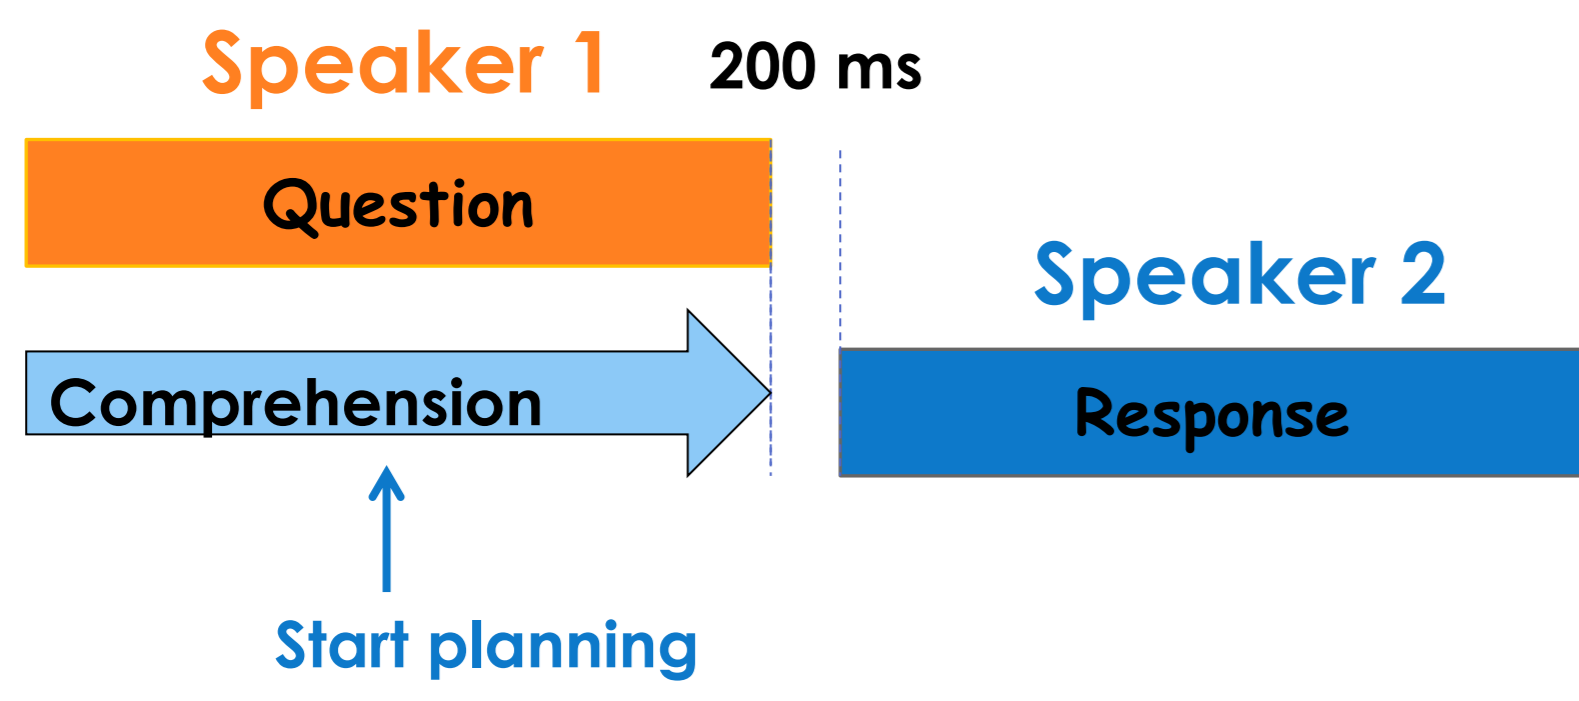 Speaker 1
200 ms
Question
Speaker 2
Comprehension
Response
Start planning